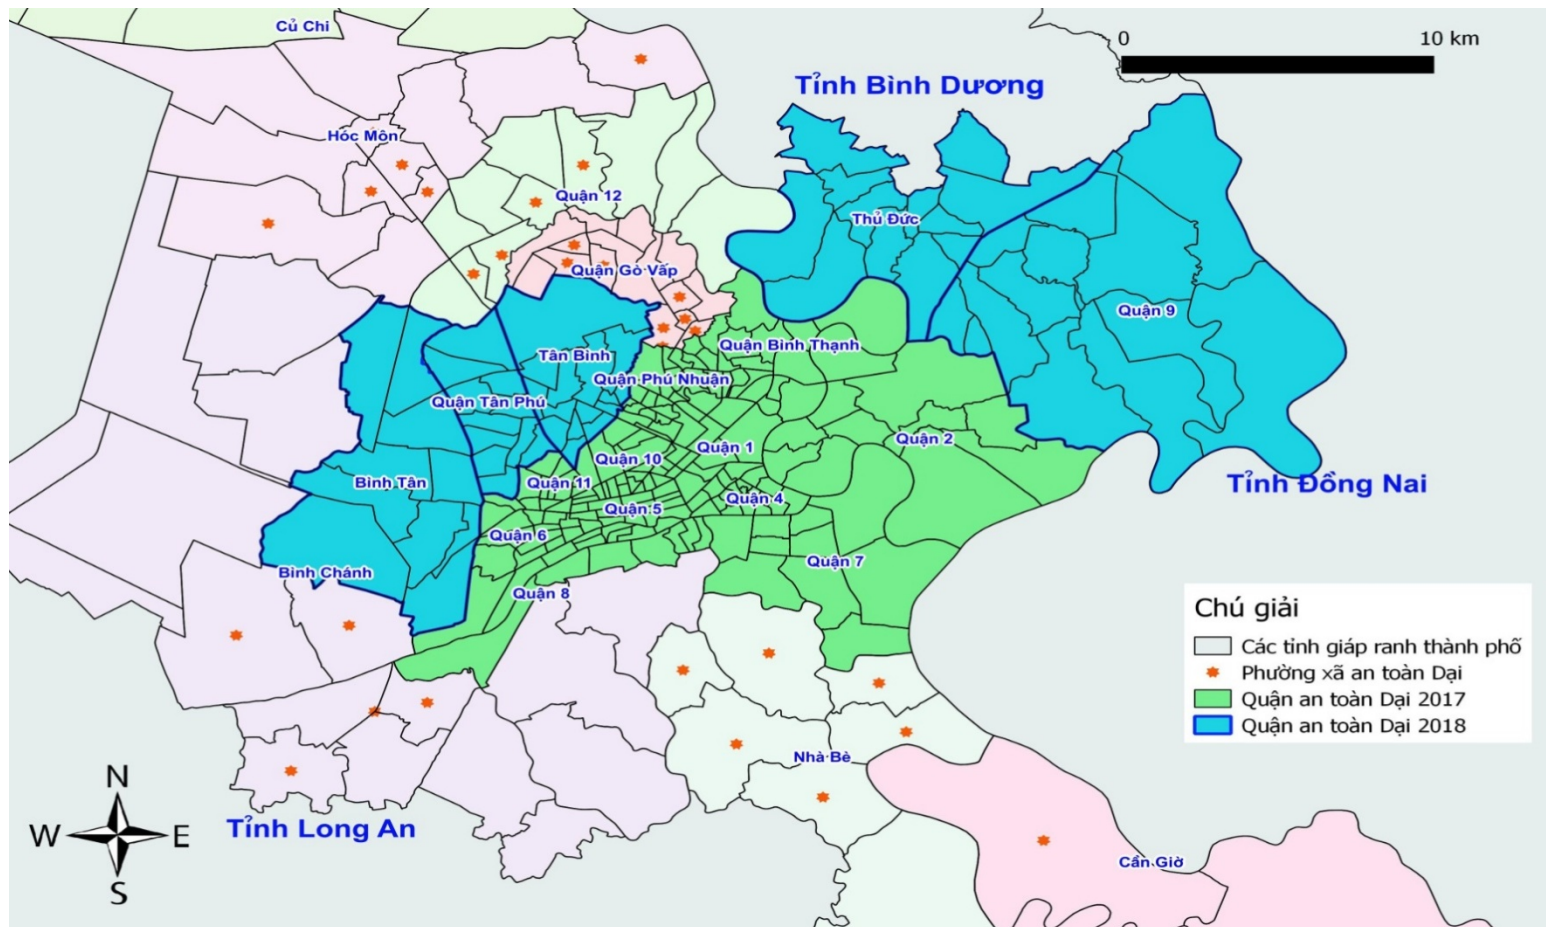 Củ Chi
0
10 km
Tỉnh Bình Dương
Hóc Môn
Quận 12
Thủ Đức
Quận Gò Vấp
Quận 9
Tân Bình
Quận Bình Thạnh
Quận Phú Nhuận
Quận Tân Phú
Quận 2
Quận 1
Quận 10
Bình Tân
Quận 11
Tỉnh Đồng Nai
Quận 4
Quận 5
Quận 6
Quận 7
Bình Chánh
Quận 8
Chú giải
Các tỉnh giáp ranh thành phố
Phường xã an toàn Dại
Quận an toàn Dại 2017
Quận an toàn Dại 2018
Nhà Bè
N
W
E
S
Tỉnh Long An
Cần Giờ